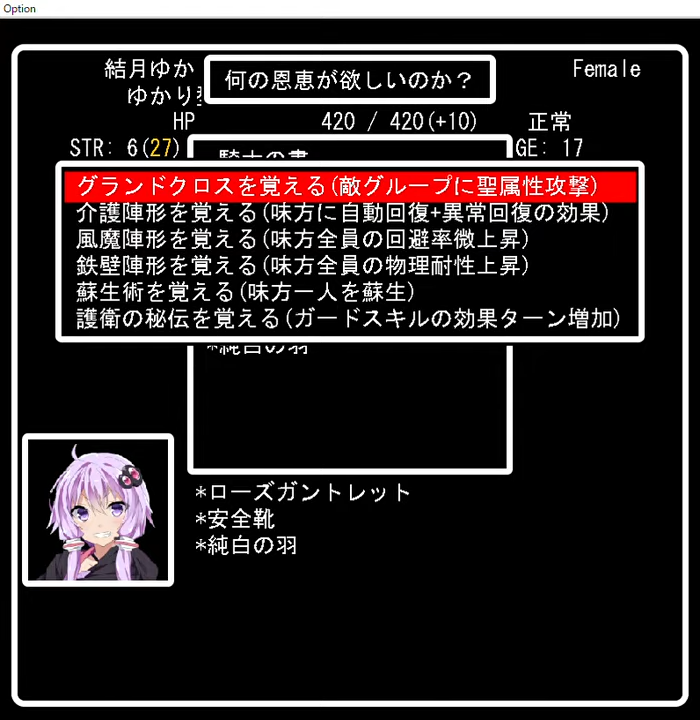 Option
何の恩恵が欲しいのか？
結月ゆか
Female
ゆかり
HP 420 / 420(+10) 正常
STR: 6(27)
GE: 17
騎士の書
グランドクロスを覚える(敵グループに聖属性攻撃)
介護陣形を覚える(味方に自動回復+異常回復の効果)
風魔陣形を覚える(味方全員の回避率微上昇)
鉄壁陣形を覚える(味方全員の物理耐性上昇)
蘇生術を覚える(味方一人を蘇生)
護衛の秘伝を覚える(ガードスキルの効果ターン増加)
*純白の羽
*ローズガントレット
*安全靴
*純白の羽